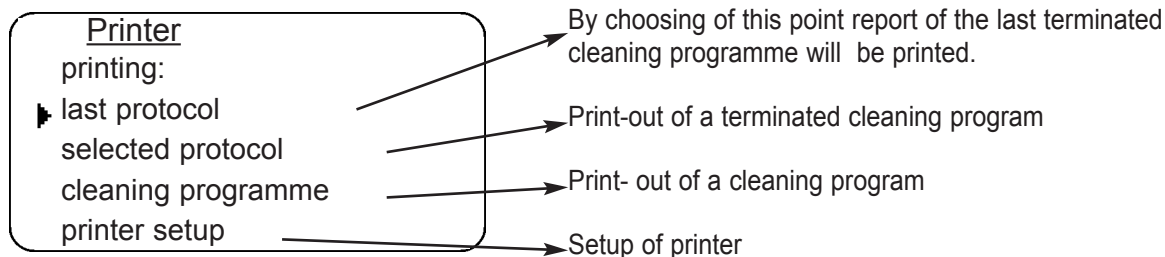 Printer
printing:
last protocol
selected protocol
cleaning programme
printer setup
By choosing of this point report of the last terminated
cleaning programme will be printed.
Print-out of a terminated cleaning program
Print- out of a cleaning program
Setup of printer